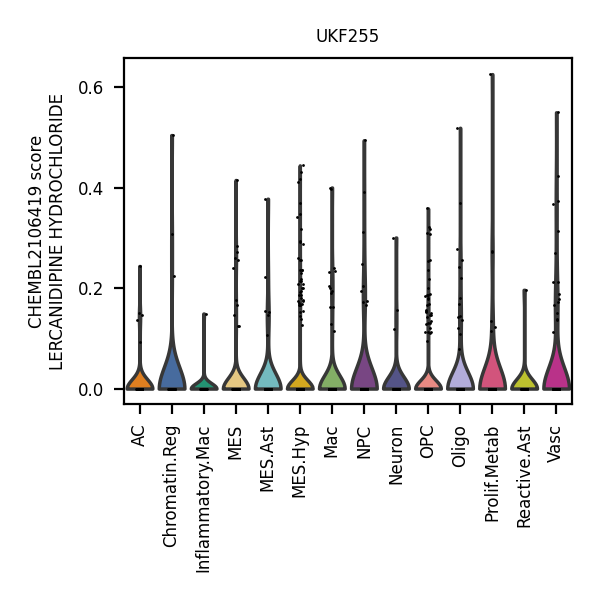 UKF255
CHEMBL2106419 score
LERCANIDIPINE HYDROCHLORIDE
0.6
0.4
0.2
0.0
AC
Chromatin.Reg
Inflammatory.Mac
MES
MES.Ast
MES.Hyp
Mac
NPC
Neuron
OPC
Oligo
Prolif.Metab
Reactive.Ast
Vasc